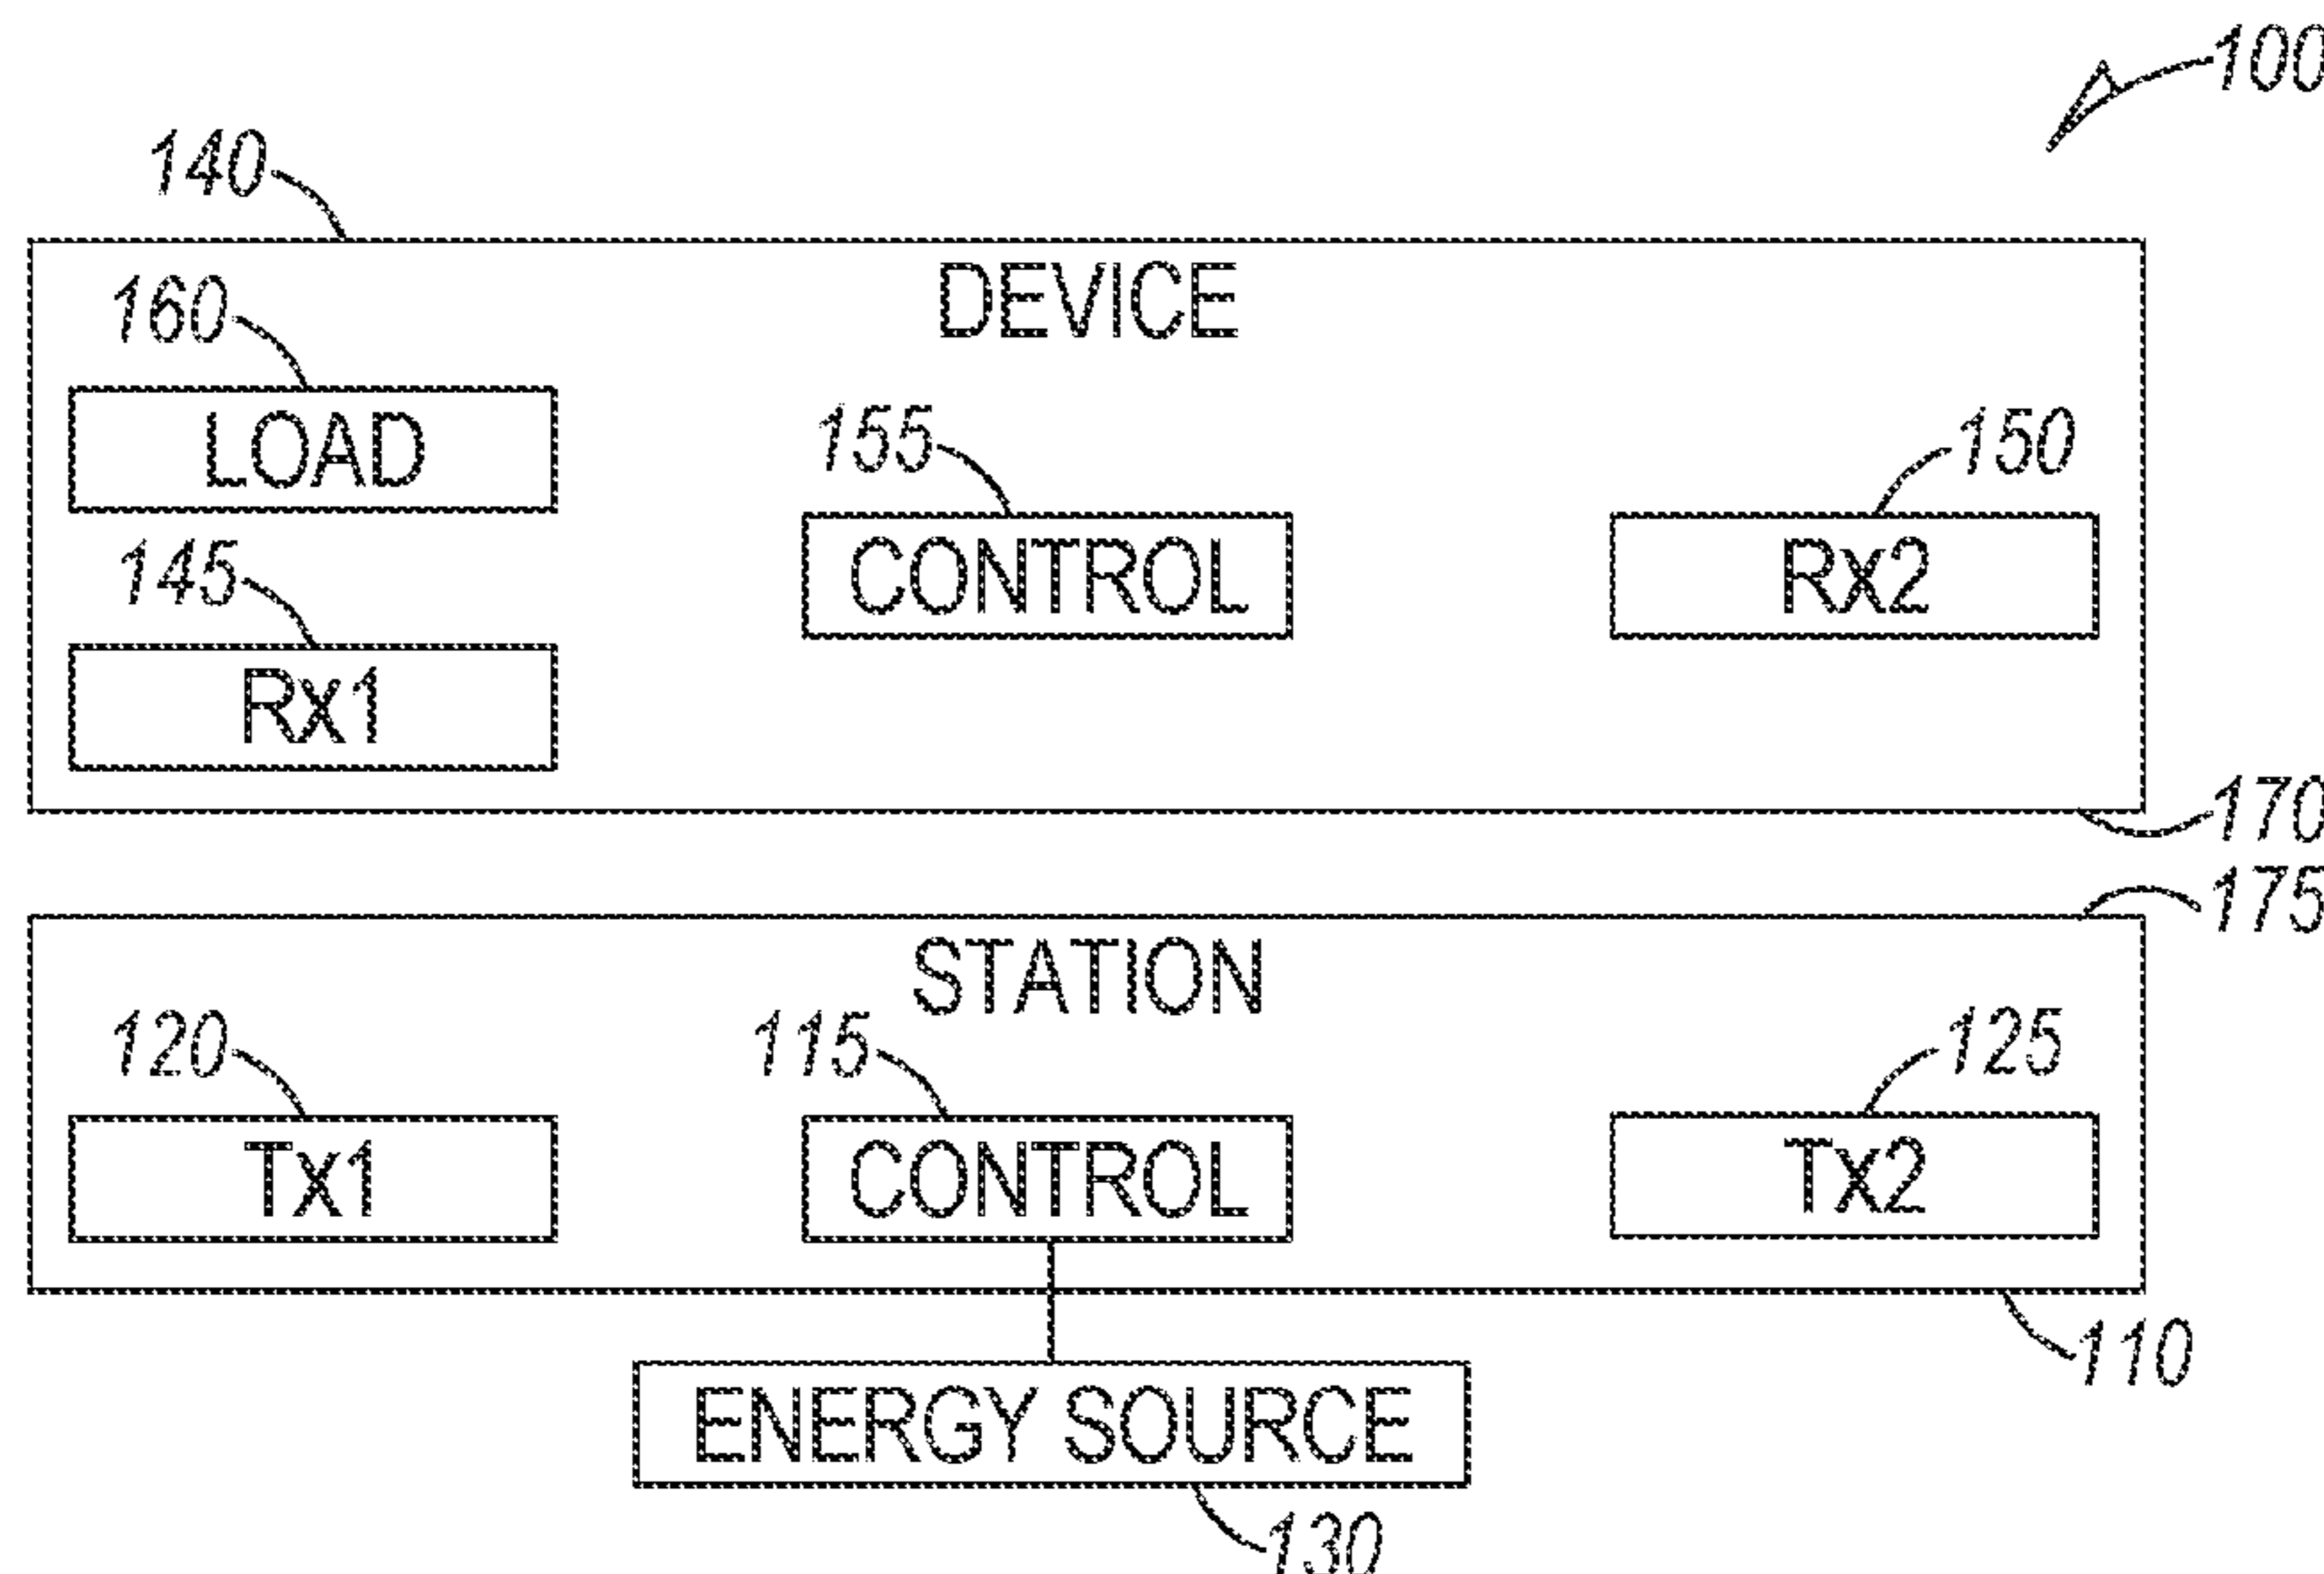 100
140
DEVICE
160
LOAD
155
150
CONTROL
Rx2
145
Rx1
170
175
STATION
120
115
125
Tx1
CONTROL
Tx2
110
ENERGY SOURCE
130